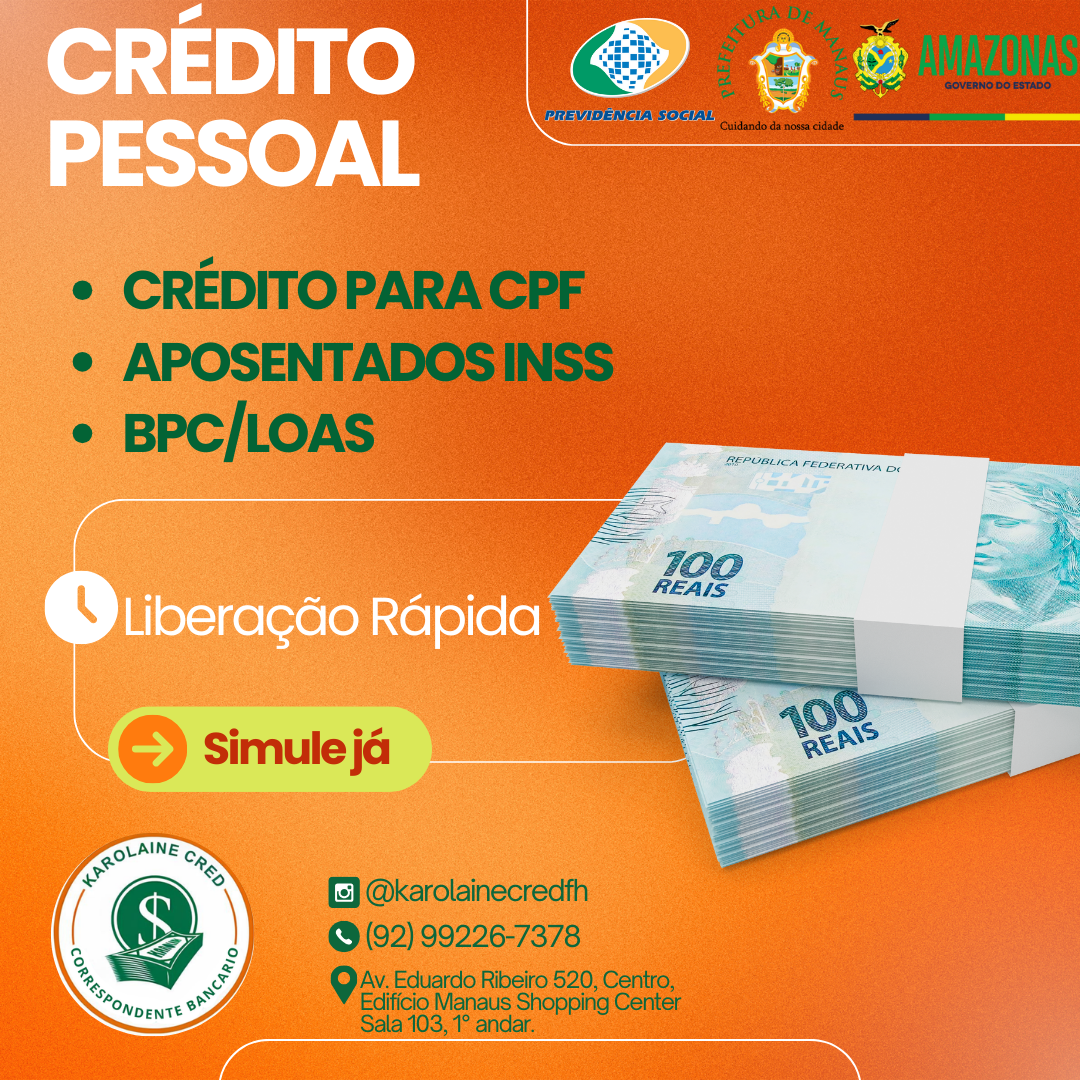 CRÉDITO
PESSOAL
PREVIDÊNCIA SOCIAL
PREFEITURA DE MANAUS
Cuidando da nossa cidade
AMAZONAS
GOVERNO DO ESTADO
• CRÉDITO PARA CPF
• APOSENTADOS INSS
• BPC/LOAS
REPÚBLICA FEDERATIVA DO
100
REAIS
Liberação Rápida
100
REAIS
Simule já
KAROLAINE CRED
$
CORRESPONDENTE BANCARIO
@karolainecredfh
(92) 99226-7378
Av. Eduardo Ribeiro 520, Centro,
Edifício Manaus Shopping Center
Sala 103, 1° andar.